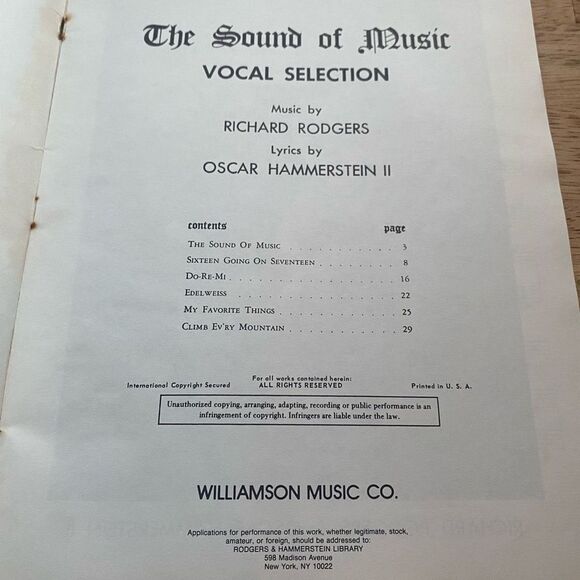 The Sound of Music
VOCAL SELECTION
Music by
RICHARD RODGERS
Lyrics by
OSCAR HAMMERSTEIN II
contents page
THE SOUND OF MUSIC . . . . . . . . . . 3
SIXTEEN GOING ON SEVENTEEN . . . . . . . 8
DO-RE-MI . . . . . . . . . . . . . . . 16
EDELWEISS . . . . . . . . . . . . . . . 22
MY FAVORITE THINGS . . . . . . . . . . . 25
CLIMB EV'RY MOUNTAIN . . . . . . . . . . 29
For all works contained herein:
International Copyright Secured ALL RIGHTS RESERVED Printed in U. S. A.
Unauthorized copying, arranging, adapting, recording or public performance is an
infringement of copyright. Infringers are liable under the law.
WILLIAMSON MUSIC CO.
Applications for performance of this work, whether legitimate, stock,
amateur, or foreign, should be addressed to:
RODGERS & HAMMERSTEIN LIBRARY
598 Madison Avenue
New York, NY 10022